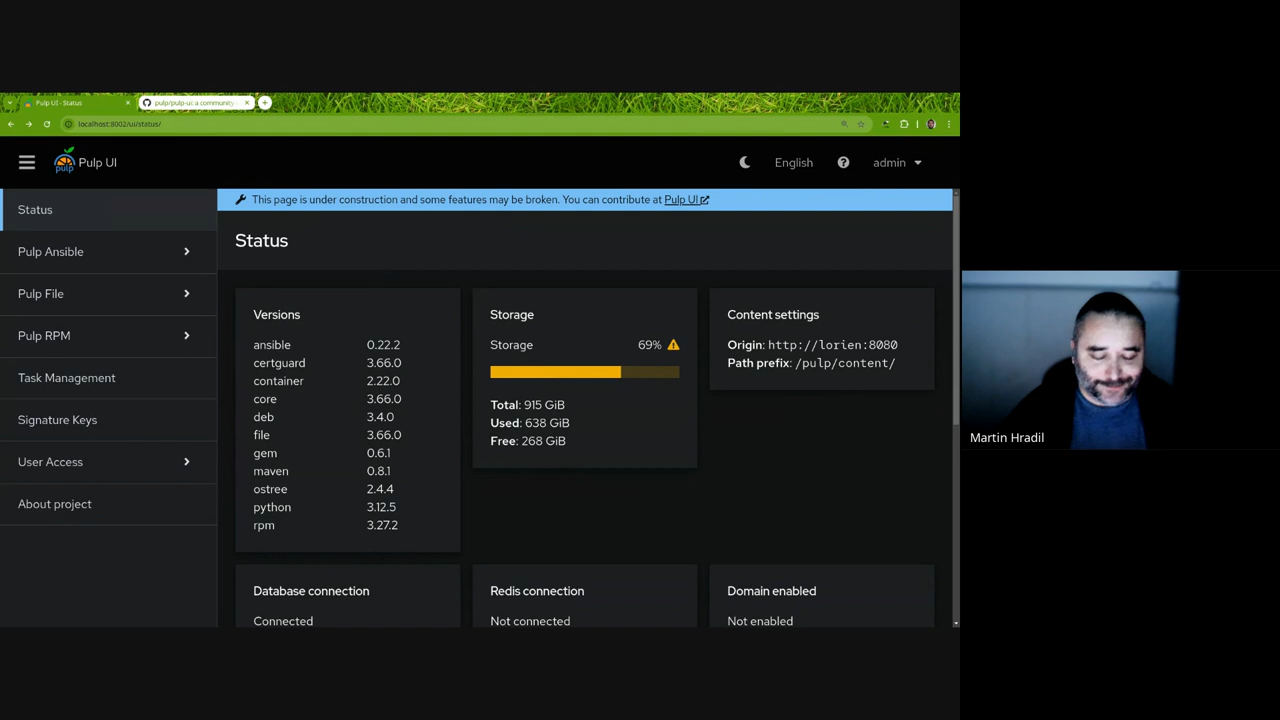 Pulp UI - Status
pulp/pulp-ui: a community
localhost:8002/ui/status/
pulp
Pulp UI
English
admin
This page is under construction and some features may be broken. You can contribute at Pulp UI
Status
Pulp Ansible
Pulp File
Pulp RPM
Task Management
Signature Keys
User Access
About project
Status
Versions
ansible 0.22.2
certguard 3.66.0
container 2.22.0
core 3.66.0
deb 3.4.0
file 3.66.0
gem 0.6.1
maven 0.8.1
ostree 2.4.4
python 3.12.5
rpm 3.27.2
Storage
Storage 69%
Total: 915 GiB
Used: 638 GiB
Free: 268 GiB
Content settings
Origin: http://lorien:8080
Path prefix: /pulp/content/
Database connection
Connected
Redis connection
Not connected
Domain enabled
Not enabled
Martin Hradil